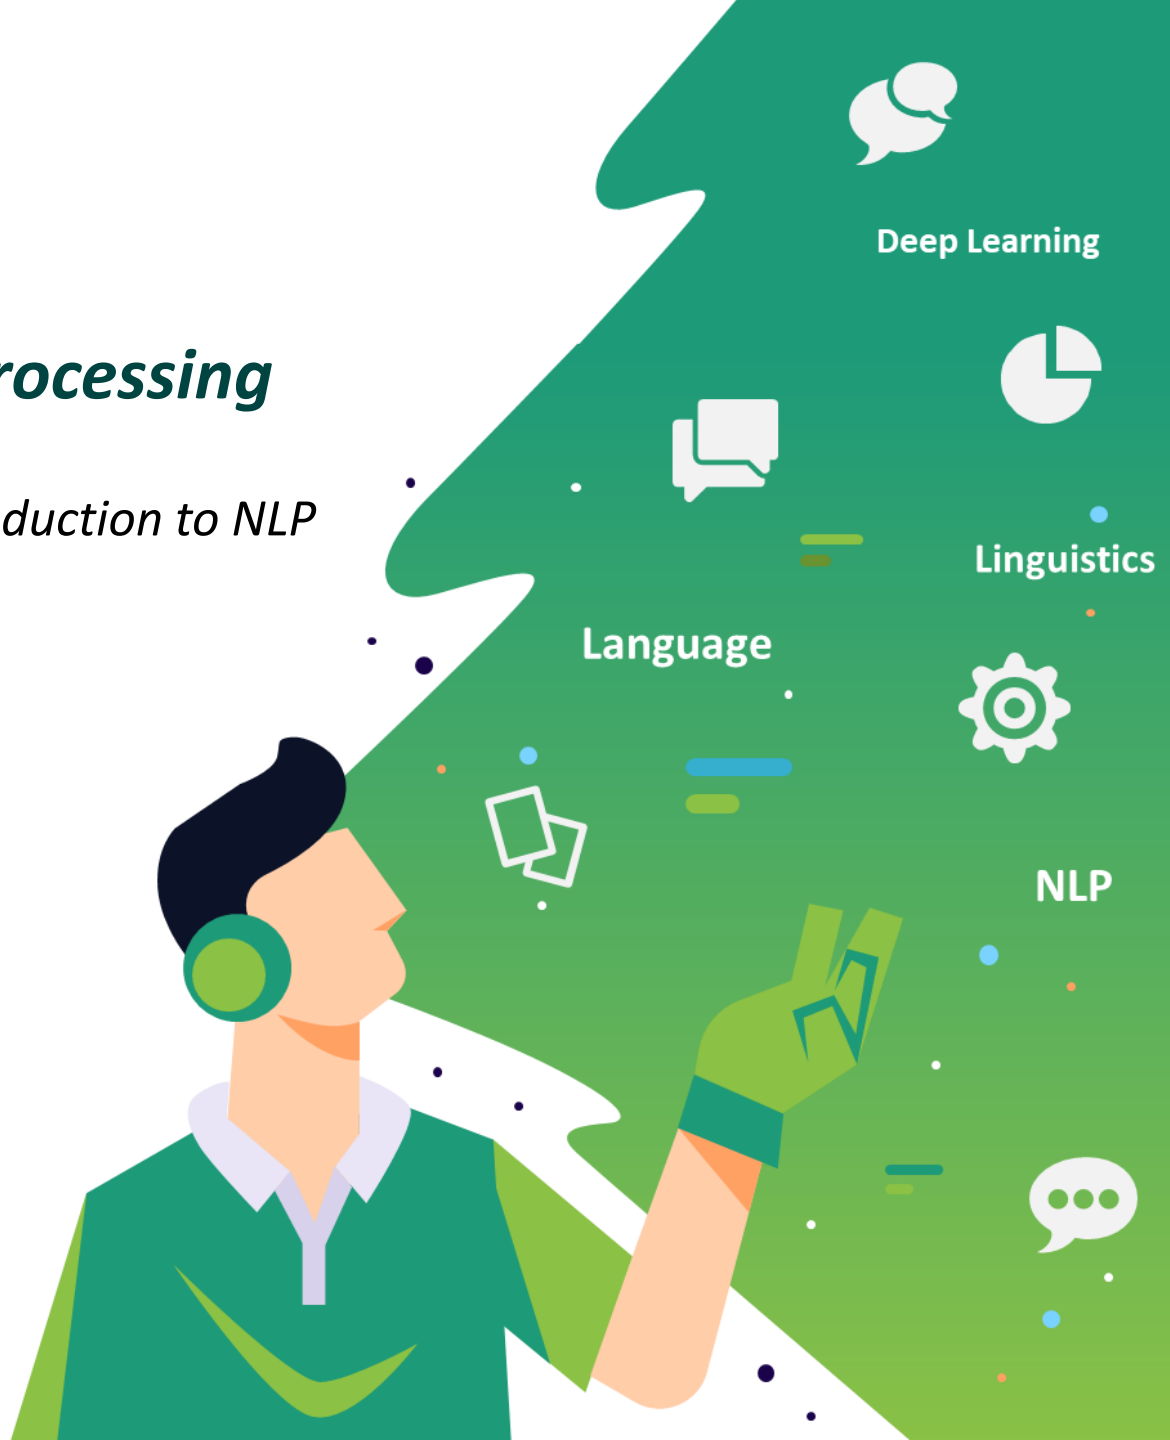 Deep Learning
rocessing
duction to NLP
Linguistics
Language
NLP